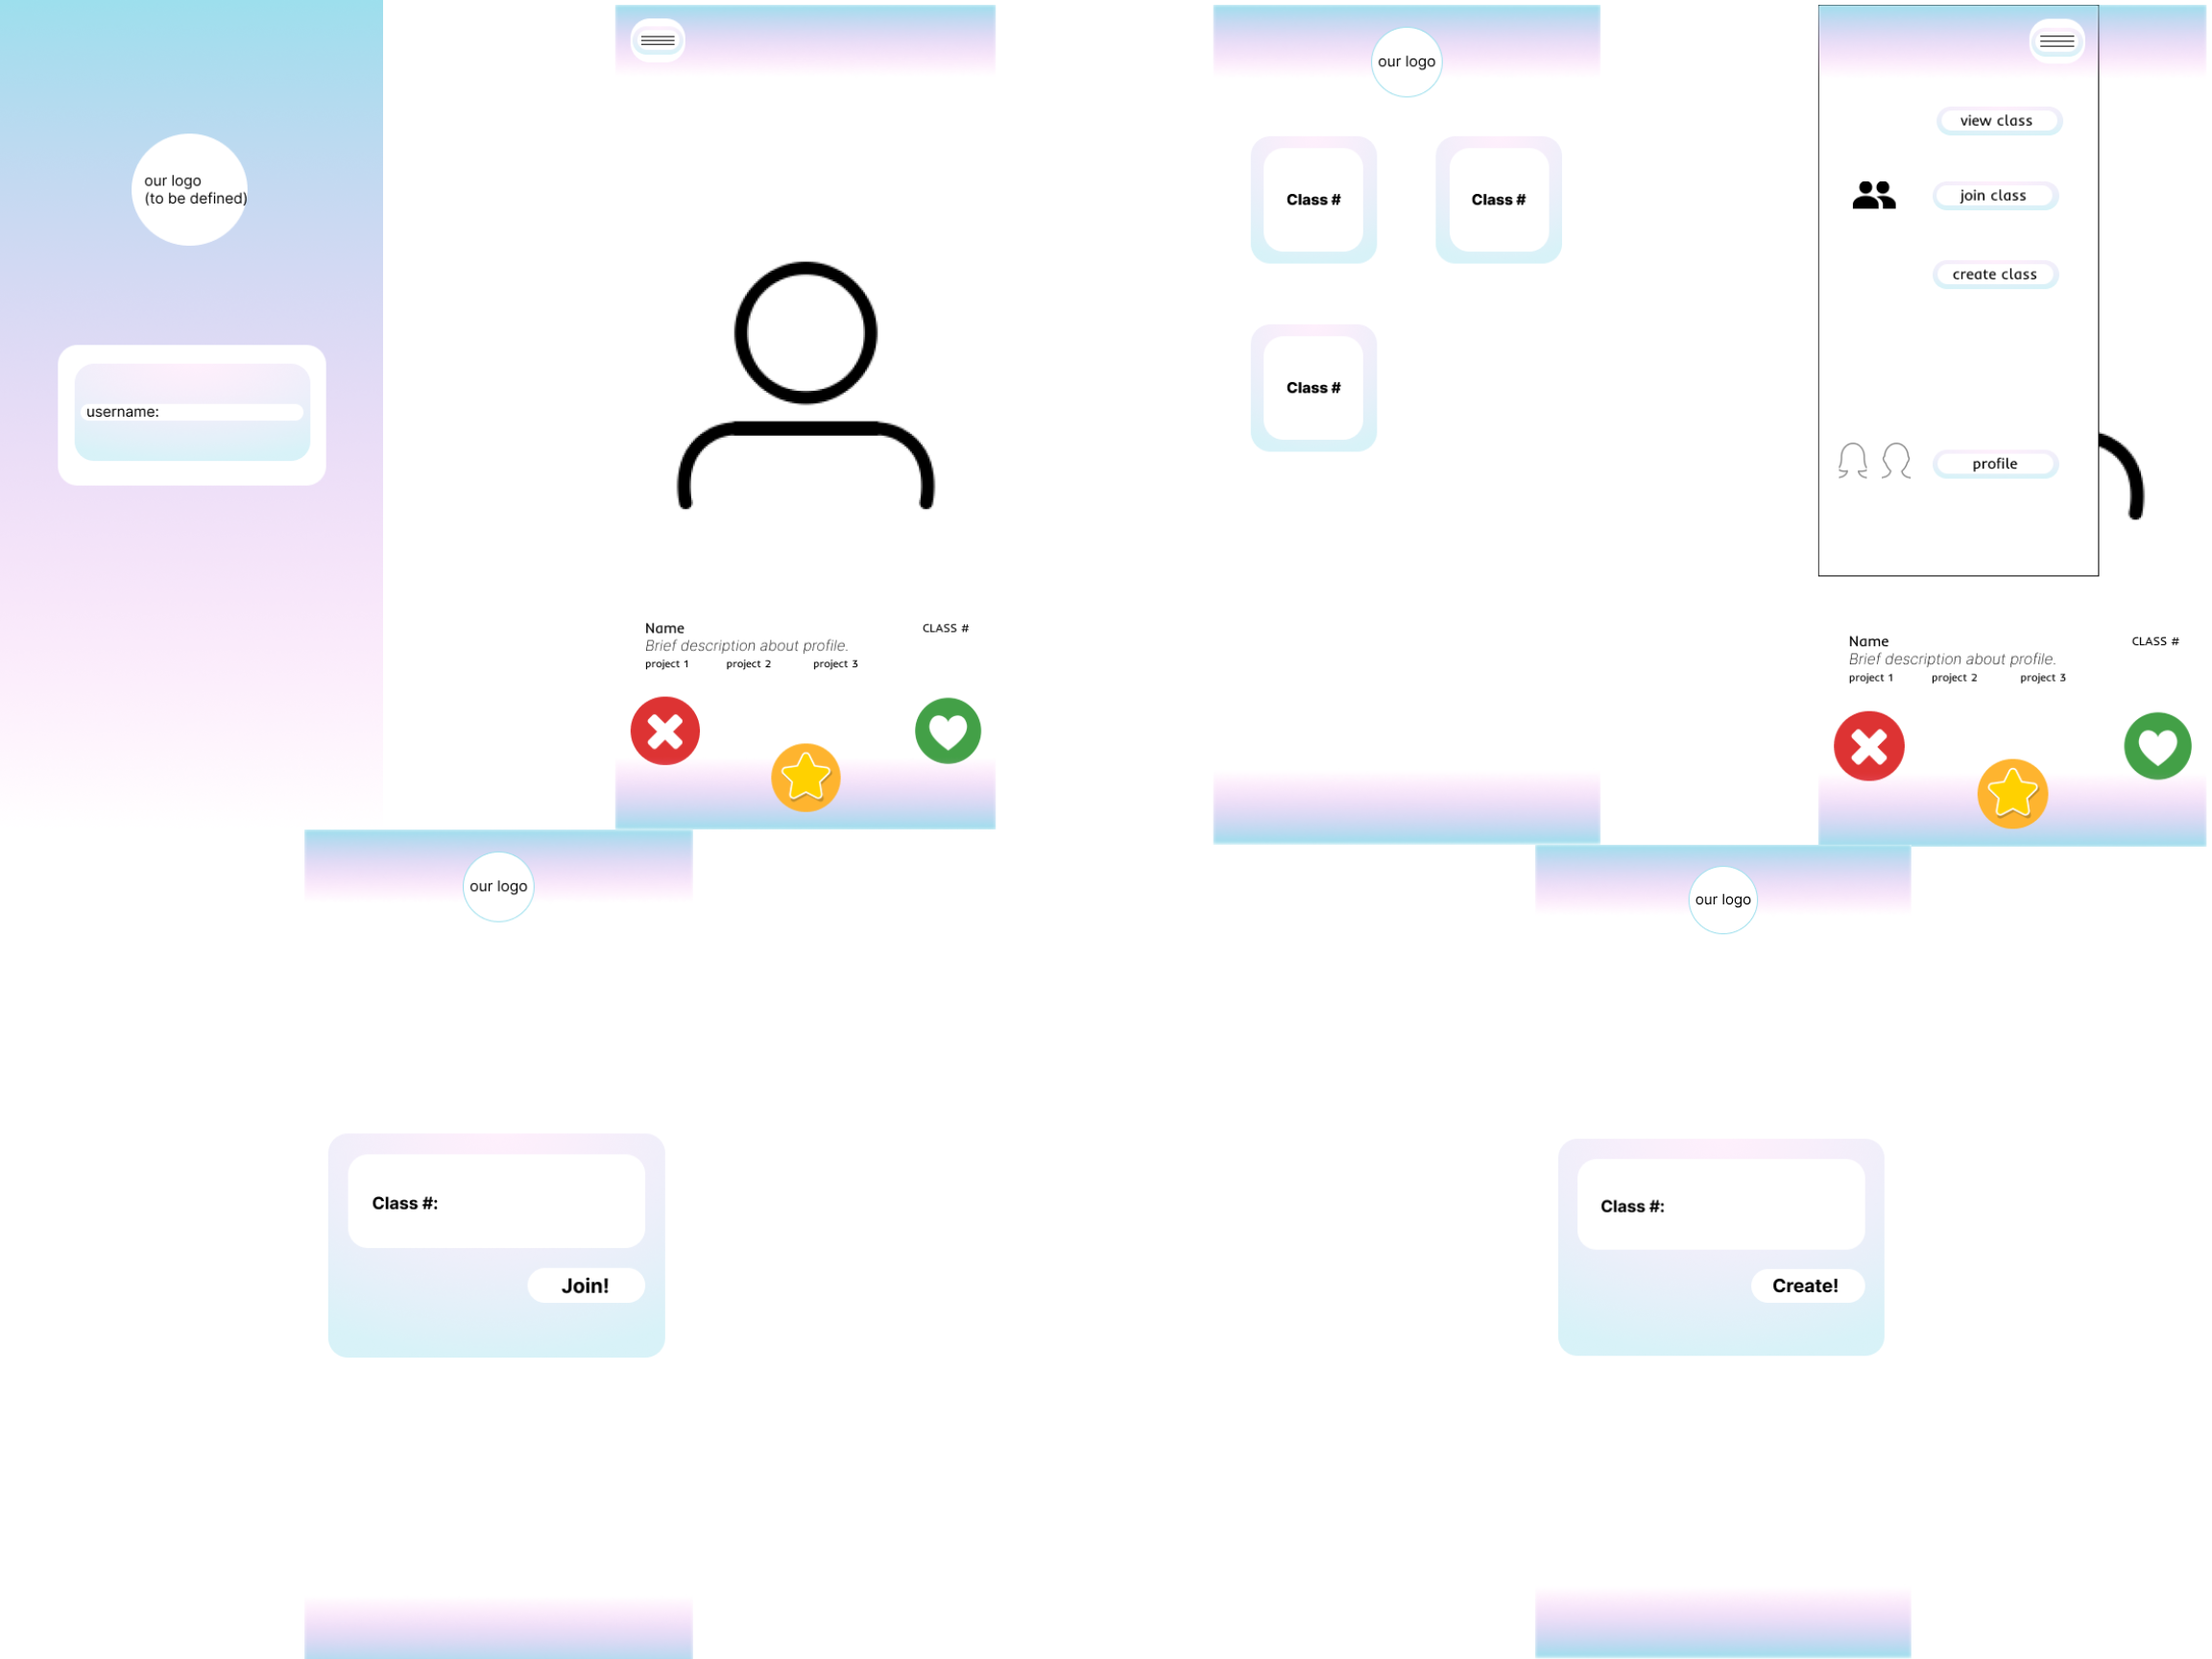 our logo
(to be defined)
username:
Name
CLASS #
Brief description about profile.
project 1 project 2 project 3
our logo
Class #
Class #
Class #
view class
join class
create class
profile
Name
CLASS #
Brief description about profile.
project 1 project 2 project 3
our logo
Class #:
Join!
our logo
Class #:
Create!